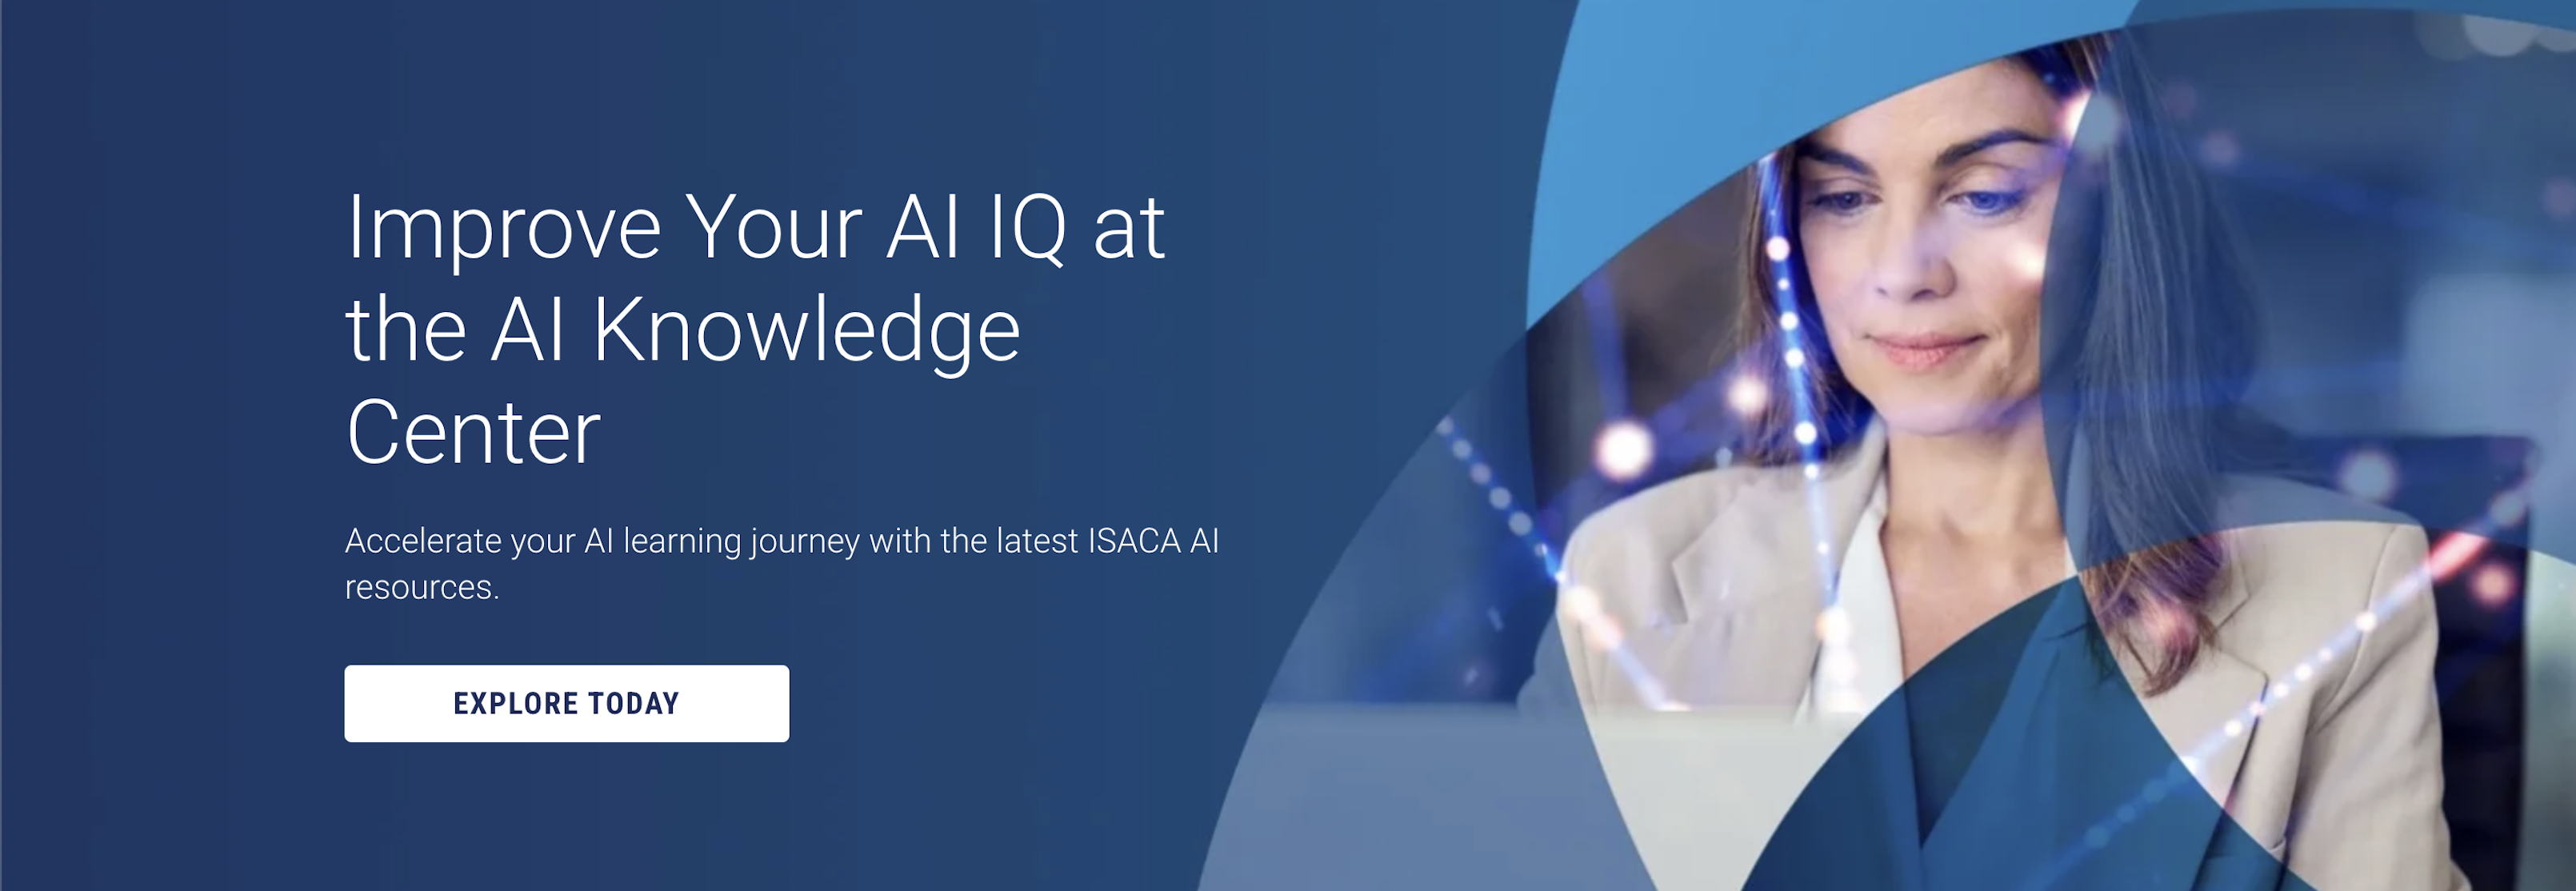 Improve Your AI IQ at
the AI Knowledge
Center
Accelerate your AI learning journey with the latest ISACA AI
resources.
EXPLORE TODAY